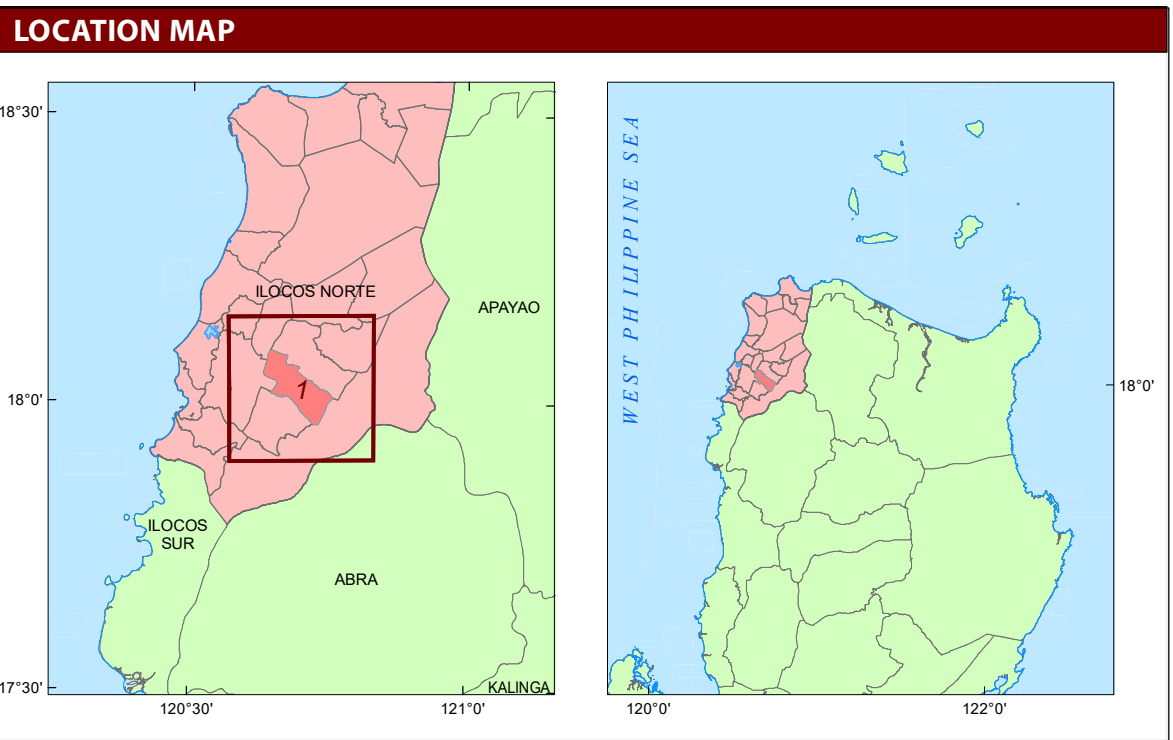 LOCATION MAP
18°30'
18°0'
17°30'
120°30'
121°0'
ILOCOS NORTE
APAYAO
1
ILOCOS
SUR
ABRA
KALINGA
WEST PHILIPPINE SEA
18°0'
120°0'
122°0'